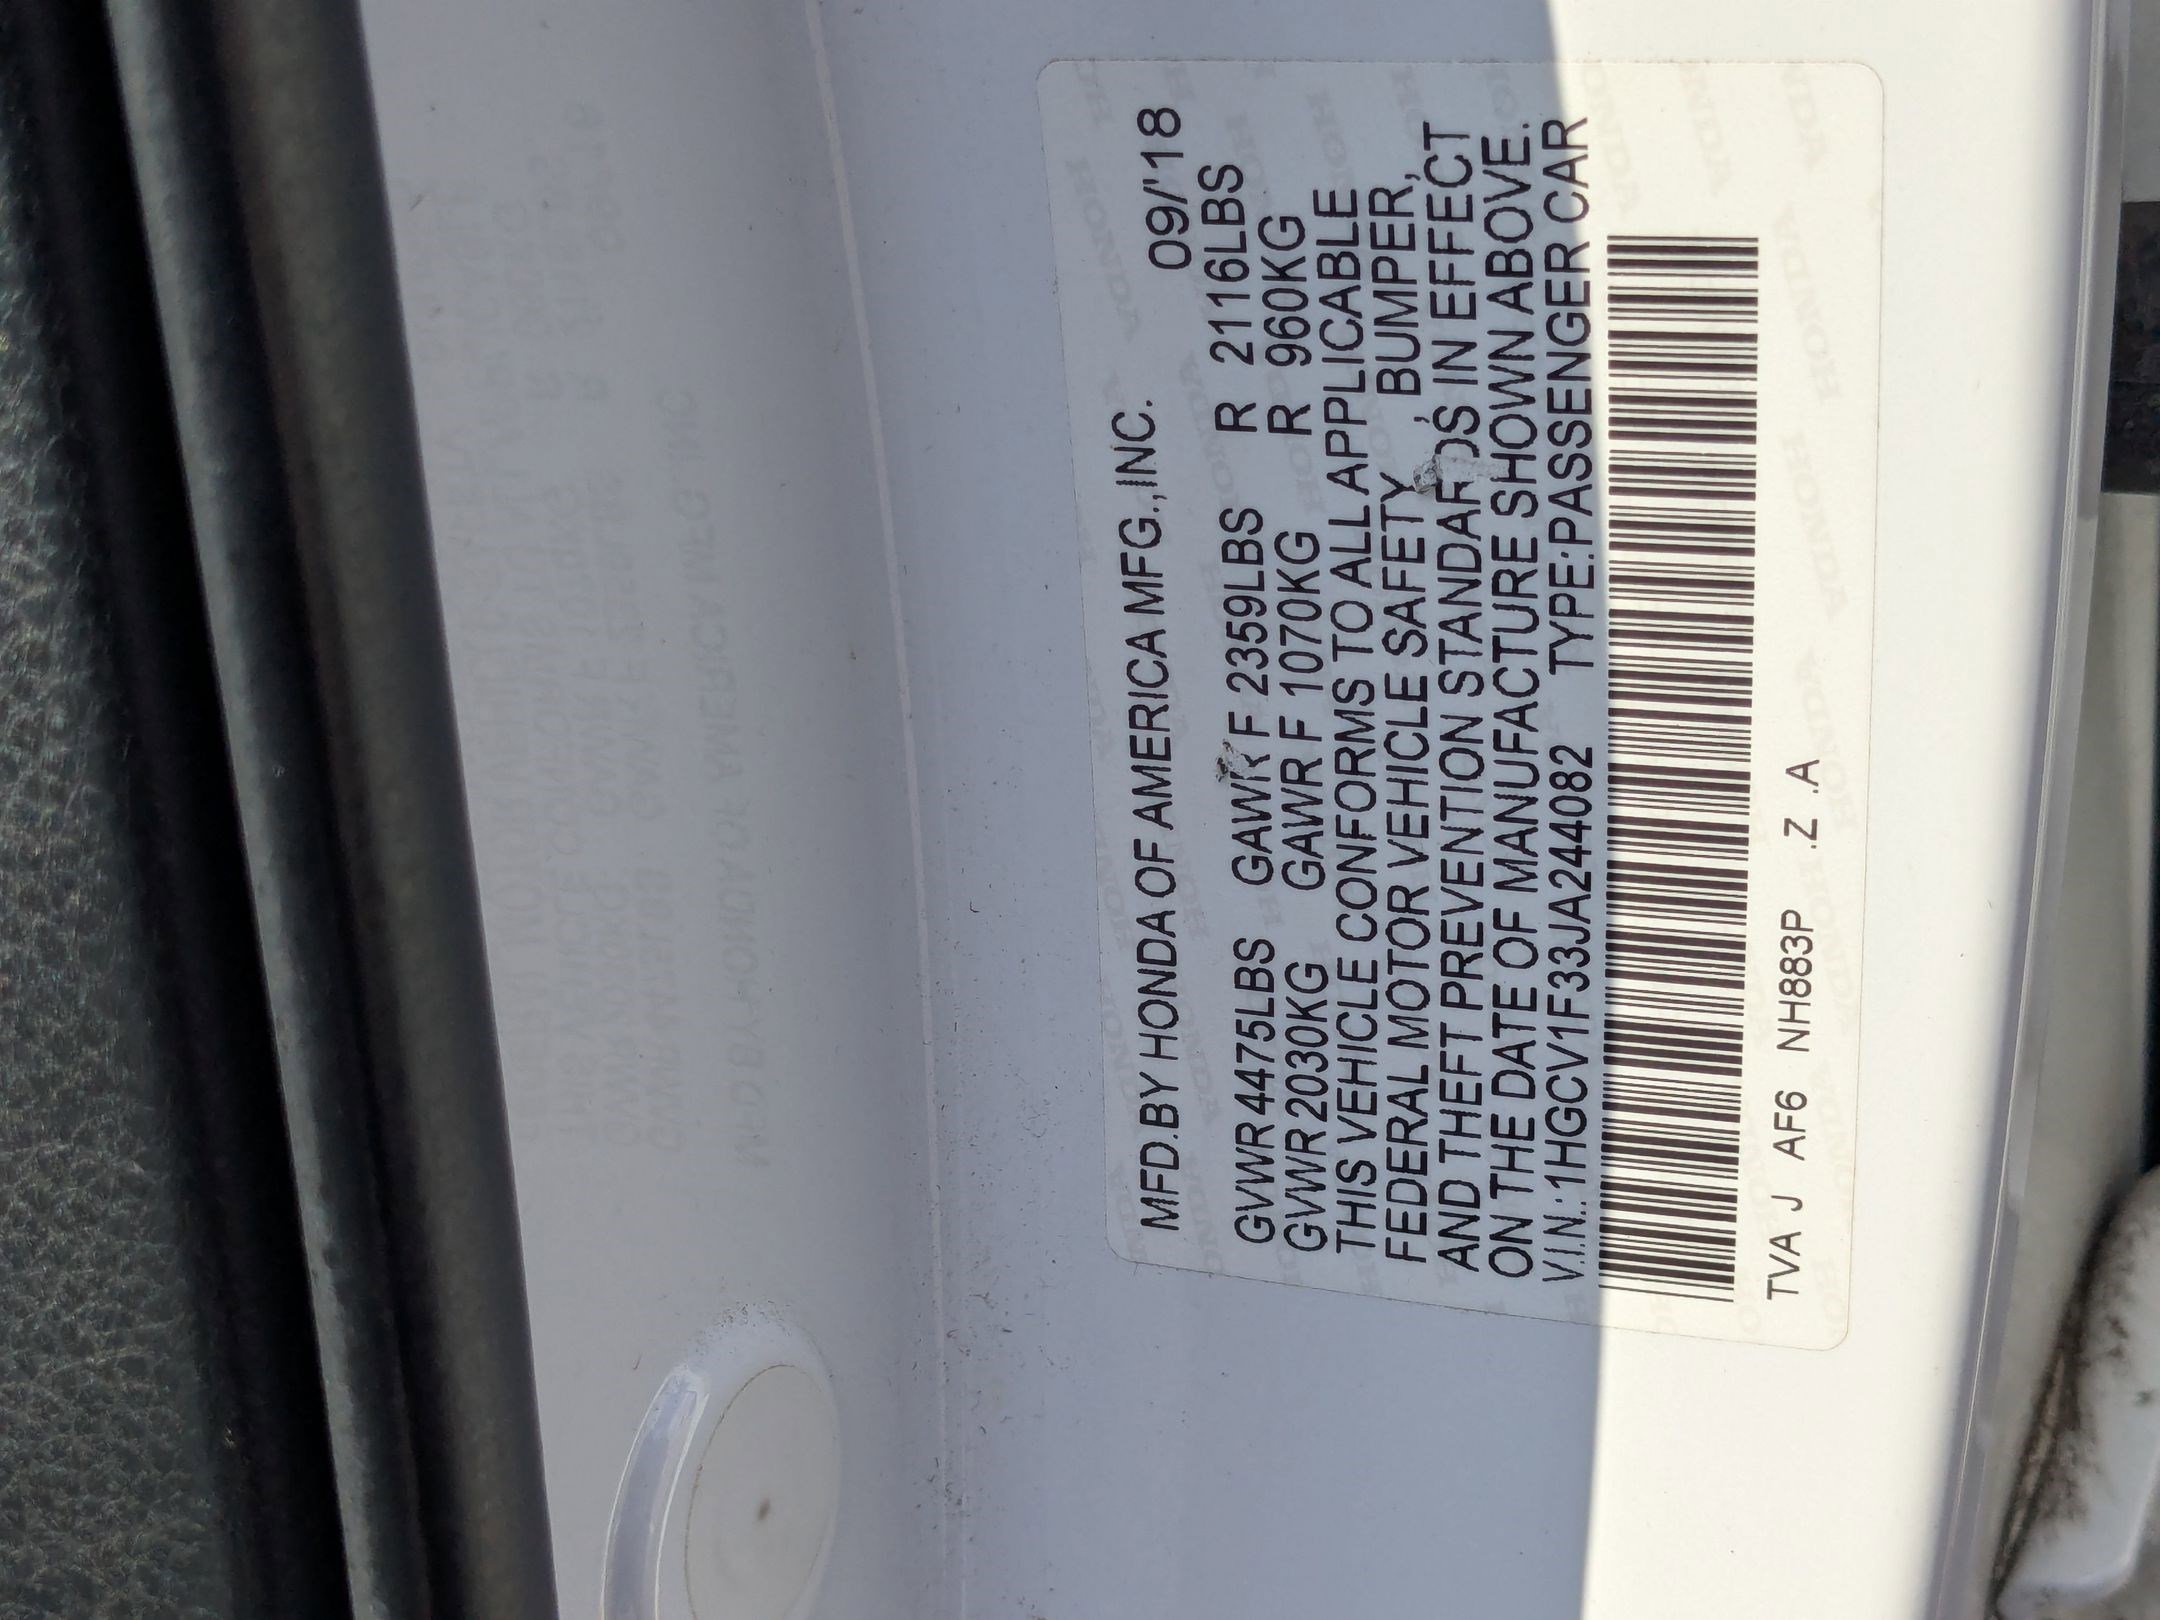 MFD.BY HONDA OF AMERICA MFG.,INC. 09/'18
GVWR 4475LBS GAWR F 2359LBS R 2116LBS
GVWR 2030KG GAWR F 1070KG R 960KG
THIS VEHICLE CONFORMS TO ALL APPLICABLE
FEDERAL MOTOR VEHICLE SAFETY , BUMPER,
AND THEFT PREVENTION STANDARDS IN EFFECT
ON THE DATE OF MANUFACTURE SHOWN ABOVE.
V.I.N.:1HGCV1F33JA244082 TYPE:PASSENGER CAR
TVA J AF6 NH883P .Z .A